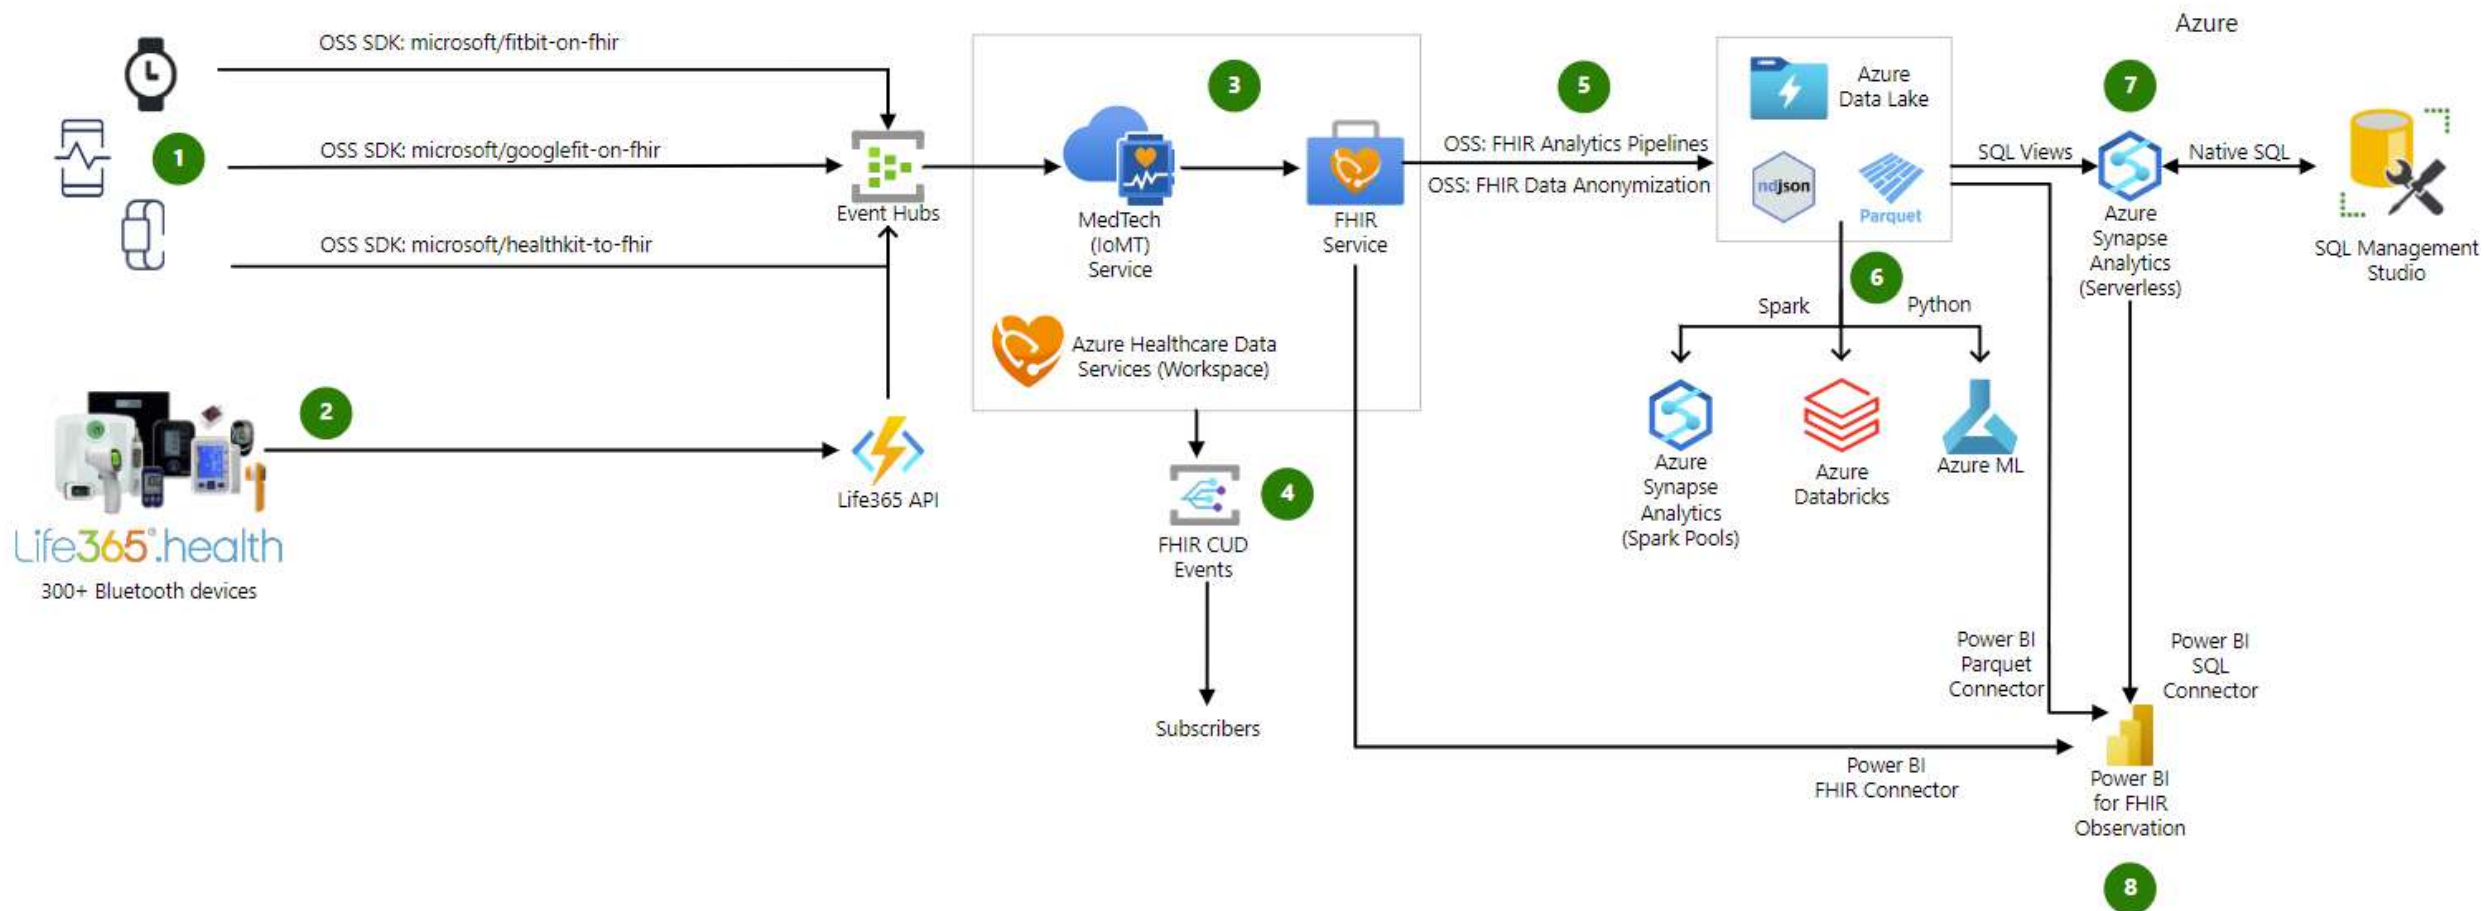 Azure
OSS SDK: microsoft/fitbit-on-fhir
1
OSS SDK: microsoft/googlefit-on-fhir
OSS SDK: microsoft/healthkit-to-fhir
Event Hubs
2
Life365.health
300+ Bluetooth devices
Life365 API
3
MedTech
(IoMT)
Service
FHIR
Service
Azure Healthcare Data
Services (Workspace)
4
FHIR CUD
Events
Subscribers
5
OSS: FHIR Analytics Pipelines
OSS: FHIR Data Anonymization
Azure
Data Lake
ndjson
Parquet
6
Spark
Python
Azure
Synapse
Analytics
(Spark Pools)
Azure
Databricks
Azure ML
7
SQL Views
Azure
Synapse
Analytics
(Serverless)
Native SQL
SQL Management
Studio
Power BI
Parquet
Connector
Power BI
SQL
Connector
Power BI
FHIR Connector
Power BI
for FHIR
Observation
8